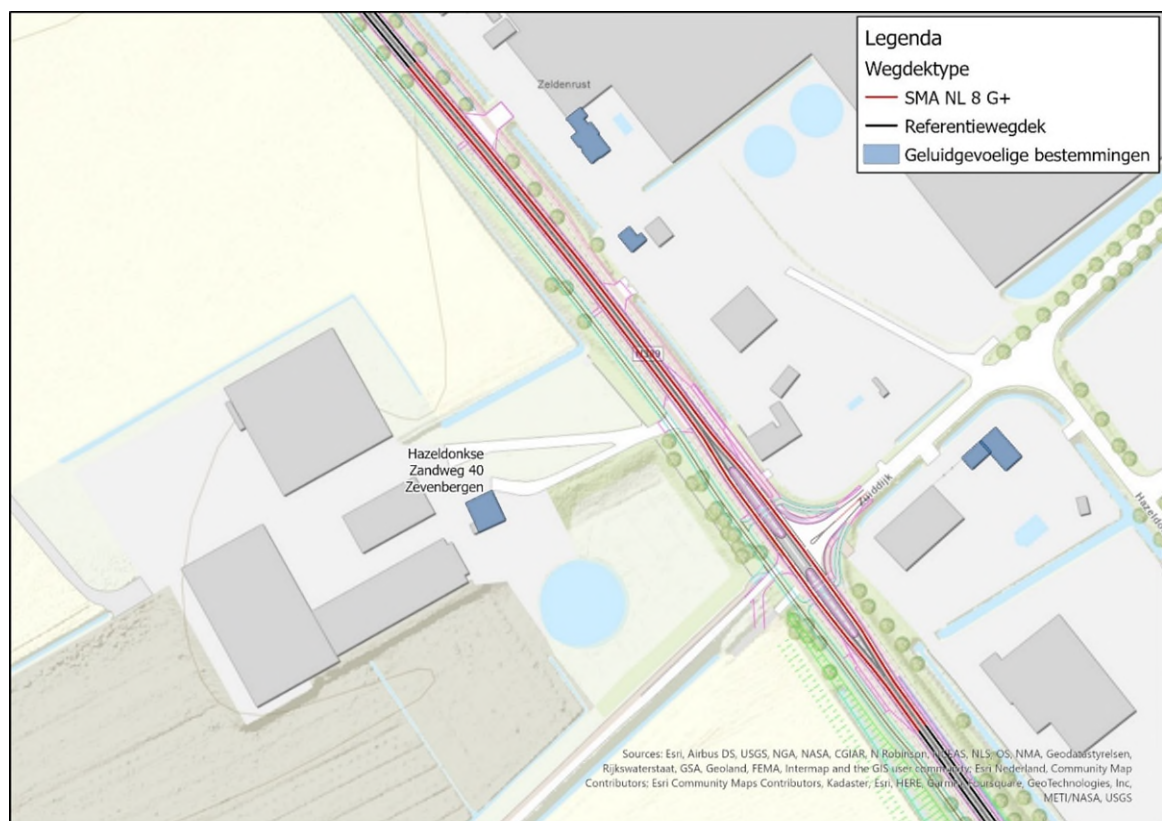 Legenda
Wegdektype
SMA NL 8 G+
Referentiewegdek
Geluidgevoelige bestemmingen
Zeldenrust
Hazeldonkse
Zandweg 40
Zevenbergen
Zuiddijk
Sources: Esri, Airbus DS, USGS, NGA, NASA, CGIAR, N Robinson, NLS, OS, NMA, Geodatastyrelsen,
Rijkswaterstaat, GSA, Geoland, FEMA, Intermap and the GIS user community; Esri Nederland, Community Map
Contributors; Esri Community Maps Contributors, Kadaster, Esri, HERE, Garmin, Foursquare, GeoTechnologies, Inc,
METI/NASA, USGS